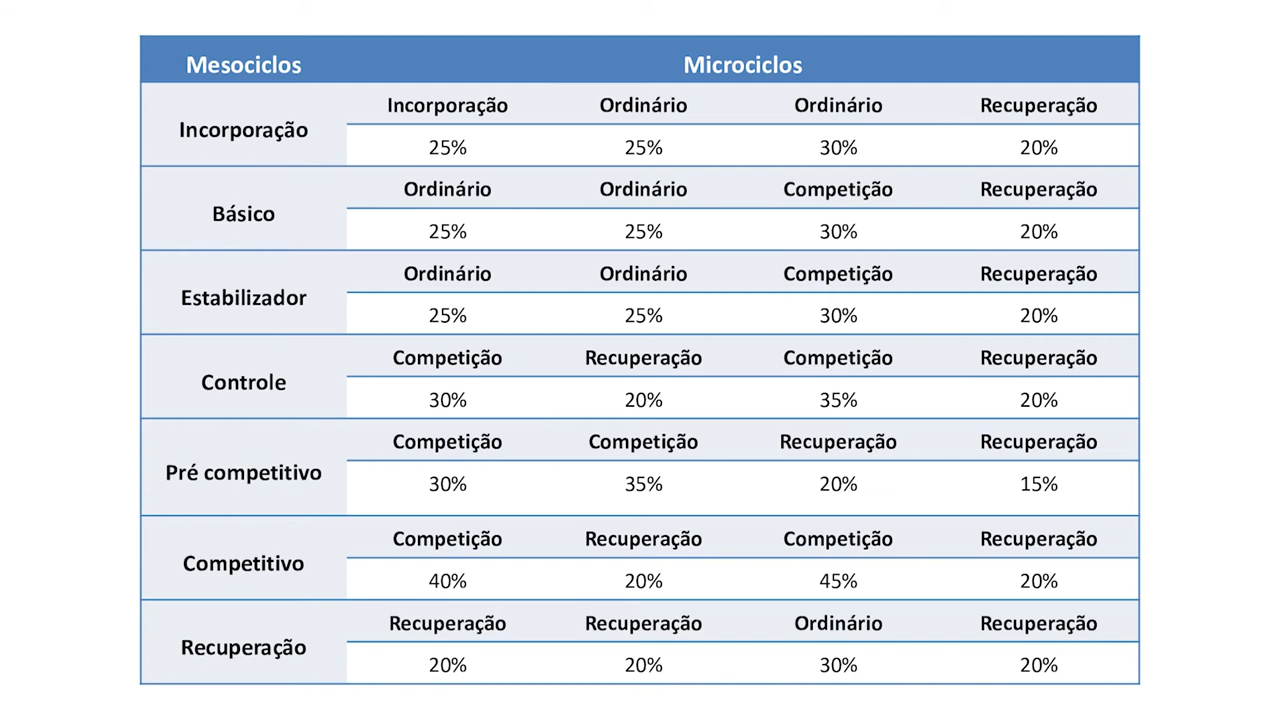 Mesociclos Microciclos
Incorporação Ordinário Ordinário Recuperação
Incorporação
25% 25% 30% 20%
Ordinário Ordinário Competição Recuperação
Básico
25% 25% 30% 20%
Ordinário Ordinário Competição Recuperação
Estabilizador
25% 25% 30% 20%
Competição Recuperação Competição Recuperação
Controle
30% 20% 35% 20%
Competição Competição Recuperação Recuperação
Pré competitivo
30% 35% 20% 15%
Competição Recuperação Competição Recuperação
Competitivo
40% 20% 45% 20%
Recuperação Recuperação Ordinário Recuperação
Recuperação
20% 20% 30% 20%